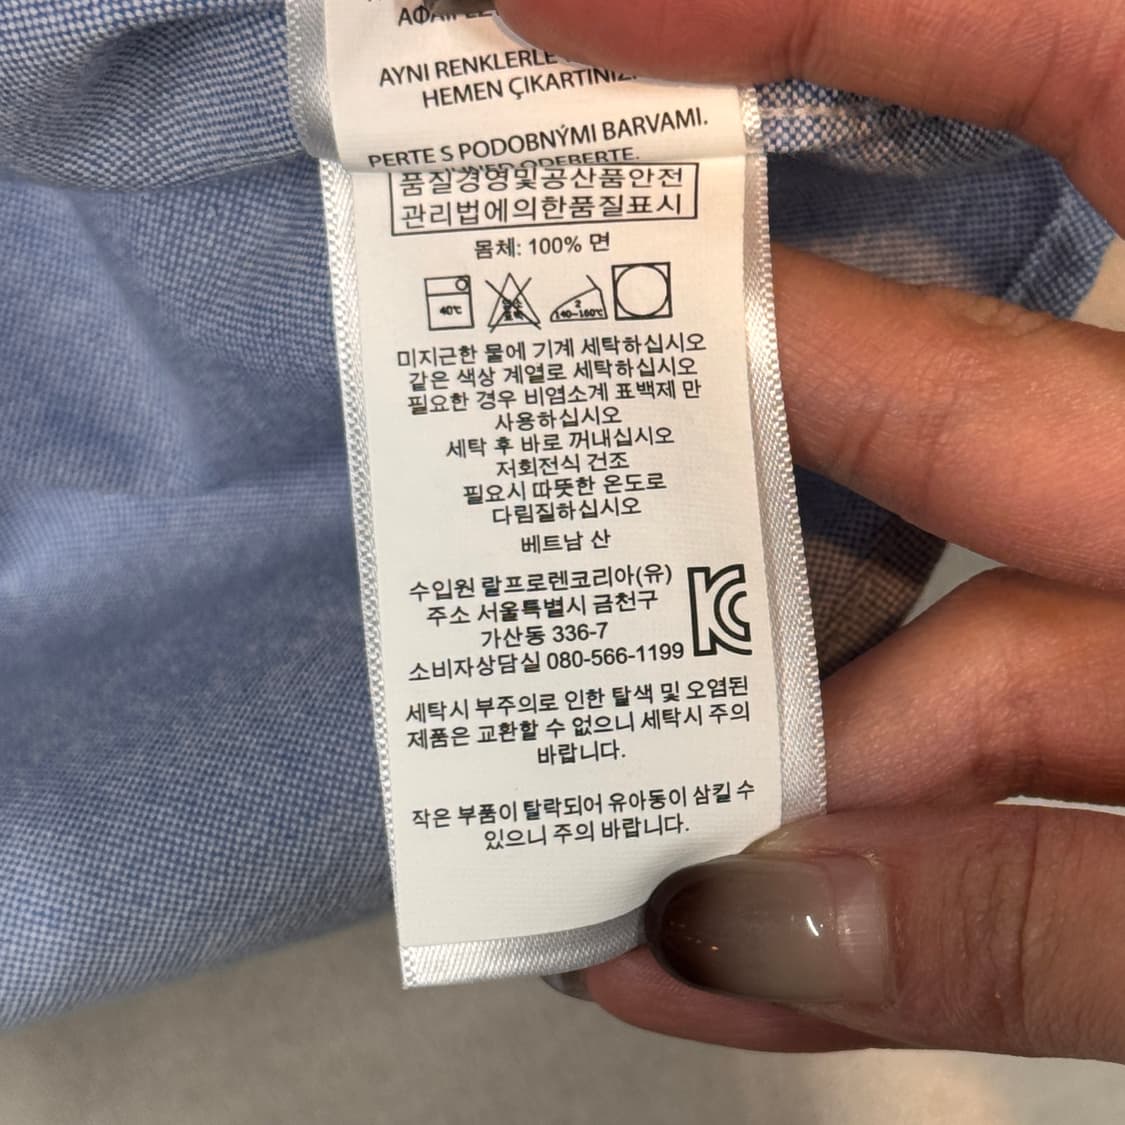 AYNI RENKLERLE
HEMEN ÇIKARTINIZ.
PERTE S PODOBNÝMI BARVAMI.
ODEBERTE.
품질경영및공산품안전
관리법에의한품질표시
몸체: 100% 면
40℃
2
140~160℃
미지근한 물에 기계 세탁하십시오
같은 색상 계열로 세탁하십시오
필요한 경우 비염소계 표백제 만
사용하십시오
세탁 후 바로 꺼내십시오
저회전식 건조
필요시 따뜻한 온도로
다림질하십시오
베트남 산
수입원 랄프로렌코리아(유)
주소 서울특별시 금천구
가산동 336-7
소비자상담실 080-566-1199
세탁시 부주의로 인한 탈색 및 오염된
제품은 교환할 수 없으니 세탁시 주의
바랍니다.
작은 부품이 탈락되어 유아동이 삼킬 수
있으니 주의 바랍니다.